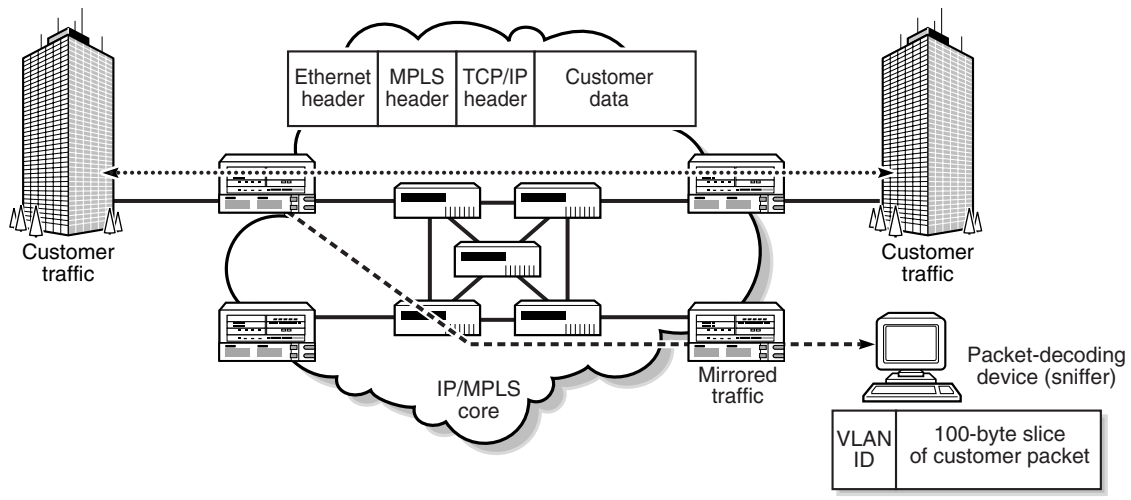 Ethernet
header
MPLS
header
TCP/IP
header
Customer
data
Customer
traffic
Customer
traffic
IP/MPLS
core
Mirrored
traffic
Packet-decoding
device (sniffer)
VLAN
ID
100-byte slice
of customer packet